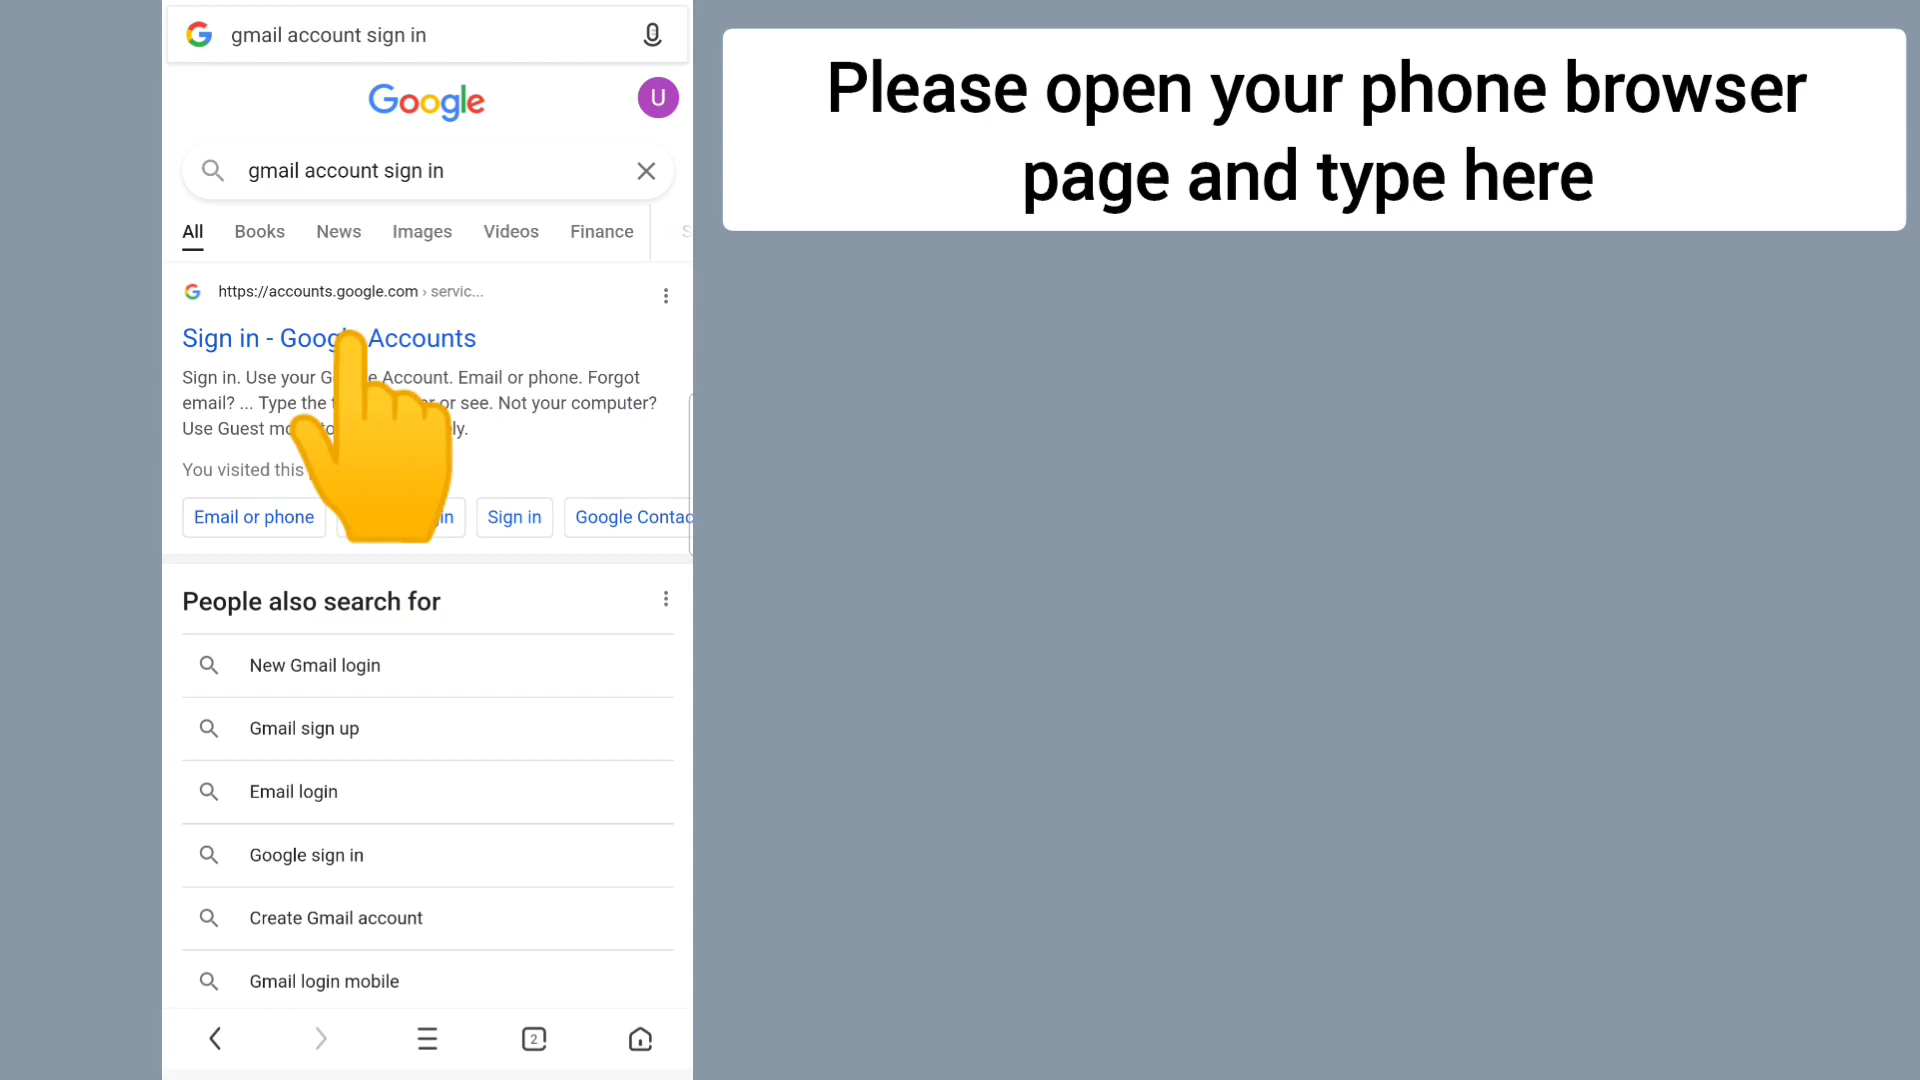 gmail account sign in
Google
U
gmail account sign in
All Books News Images Videos Finance
https://accounts.google.com › servic...
Sign in - Goog Accounts
Sign in. Use your G e Account. Email or phone. Forgot
email? ... Type the or see. Not your computer?
Use Guest ly.
You visited this
Email or phone in Sign in Google Contac
People also search for
New Gmail login
Gmail sign up
Email login
Google sign in
Create Gmail account
Gmail login mobile
2
Please open your phone browser
page and type here